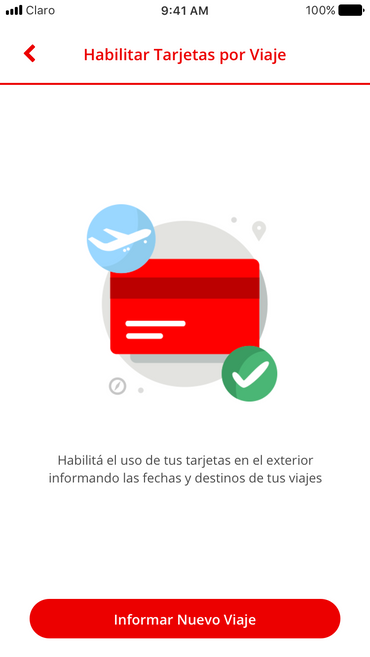 Claro 9:41 AM 100%
Habilitar Tarjetas por Viaje
Habilitá el uso de tus tarjetas en el exterior
informando las fechas y destinos de tus viajes
Informar Nuevo Viaje